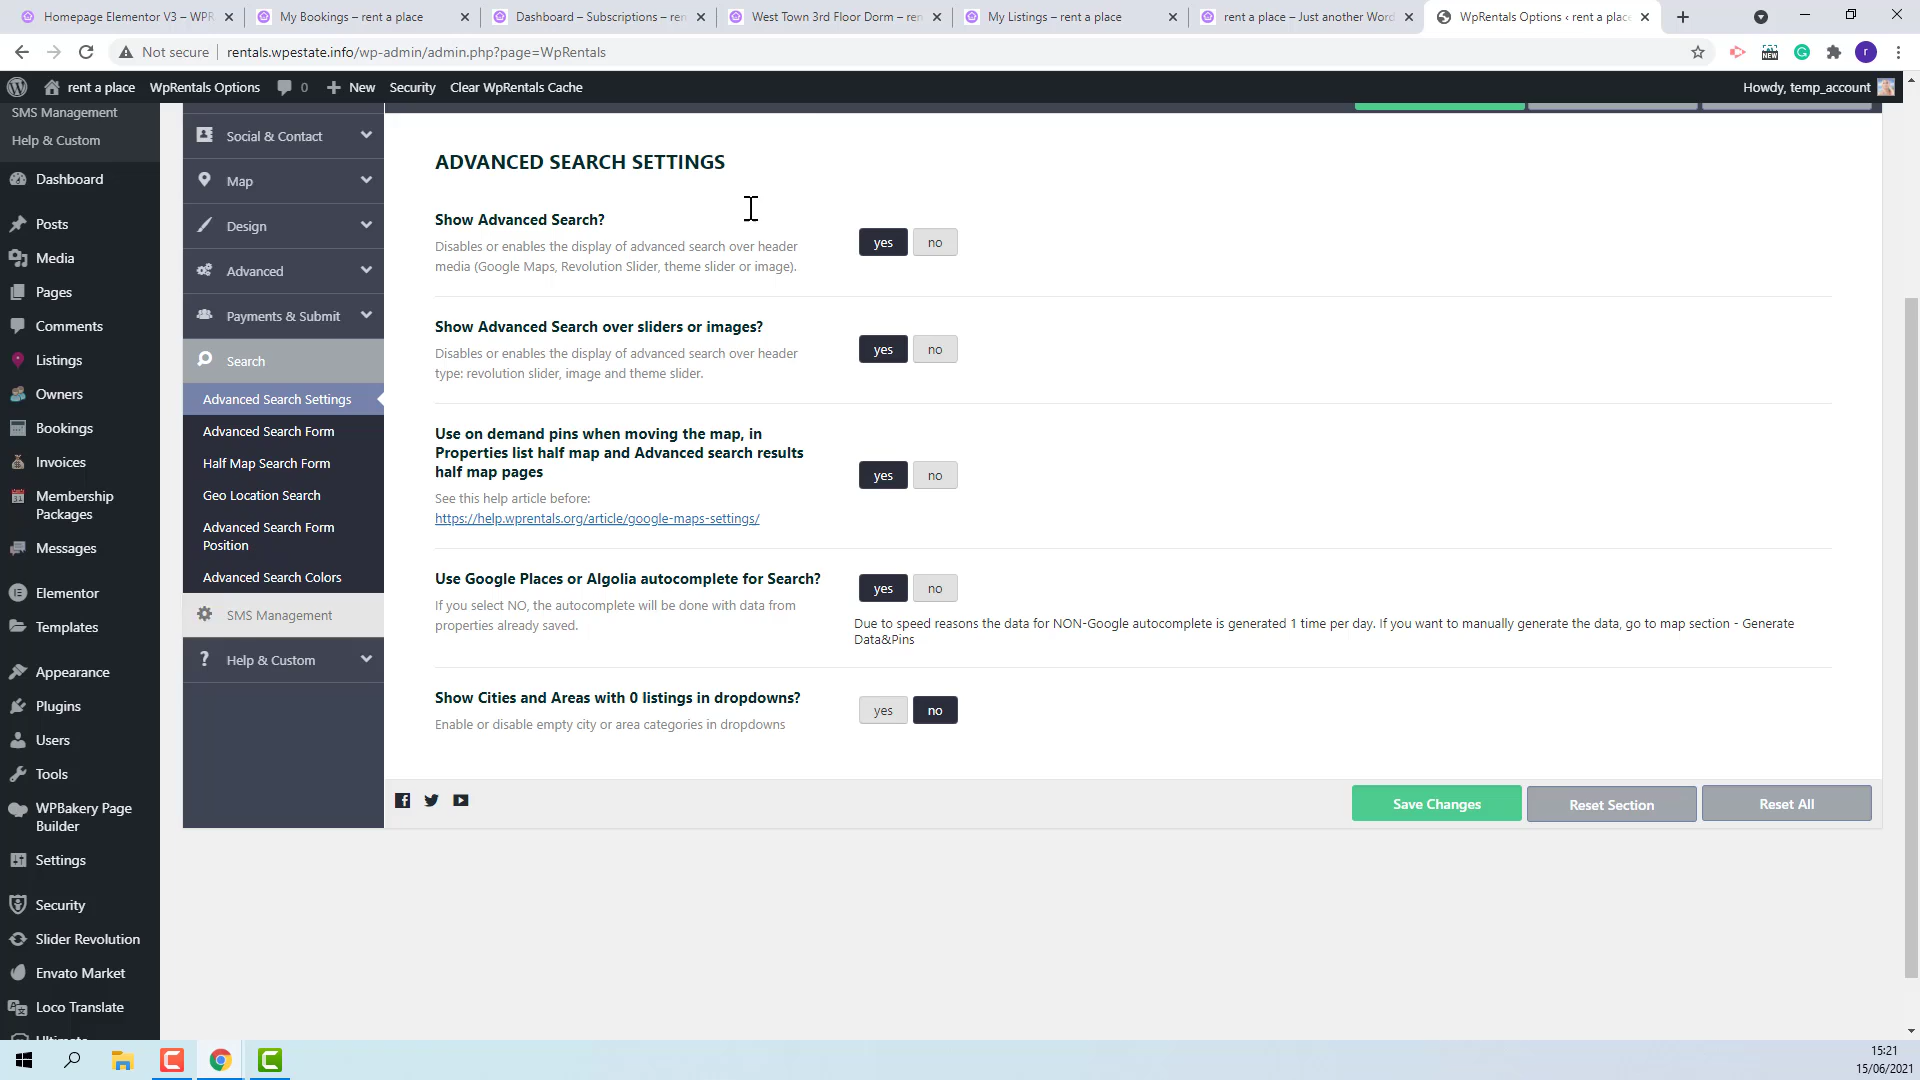 Homepage Elementor V3 – WPR
My Bookings – rent a place
Dashboard – Subscriptions – ren
West Town 3rd Floor Dorm – ren
My Listings – rent a place
rent a place – Just another Word
WpRentals Options ‹ rent a place
Not secure
rentals.wpestate.info/wp-admin/admin.php?page=WpRentals
NEW
r
rent a place
WpRentals Options
0
New
Security
Clear WpRentals Cache
Howdy, temp_account
SMS Management
Help & Custom
Dashboard
Posts
Media
Pages
Comments
Listings
Owners
Bookings
Invoices
Membership
Packages
Messages
Elementor
Templates
Appearance
Plugins
Users
Tools
WPBakery Page
Builder
Settings
Security
Slider Revolution
Envato Market
Loco Translate
Social & Contact
Map
Design
Advanced
Payments & Submit
Search
Advanced Search Settings
Advanced Search Form
Half Map Search Form
Geo Location Search
Advanced Search Form
Position
Advanced Search Colors
SMS Management
Help & Custom
ADVANCED SEARCH SETTINGS
Show Advanced Search?
Disables or enables the display of advanced search over header
media (Google Maps, Revolution Slider, theme slider or image).
yes no
Show Advanced Search over sliders or images?
Disables or enables the display of advanced search over header
type: revolution slider, image and theme slider.
yes no
Use on demand pins when moving the map, in
Properties list half map and Advanced search results
half map pages
See this help article before:
https://help.wprentals.org/article/google-maps-settings/
yes no
Use Google Places or Algolia autocomplete for Search?
If you select NO, the autocomplete will be done with data from
properties already saved.
yes no
Due to speed reasons the data for NON-Google autocomplete is generated 1 time per day. If you want to manually generate the data, go to map section - Generate
Data&Pins
Show Cities and Areas with 0 listings in dropdowns?
Enable or disable empty city or area categories in dropdowns
yes no
Save Changes
Reset Section
Reset All
15:21
15/06/2021